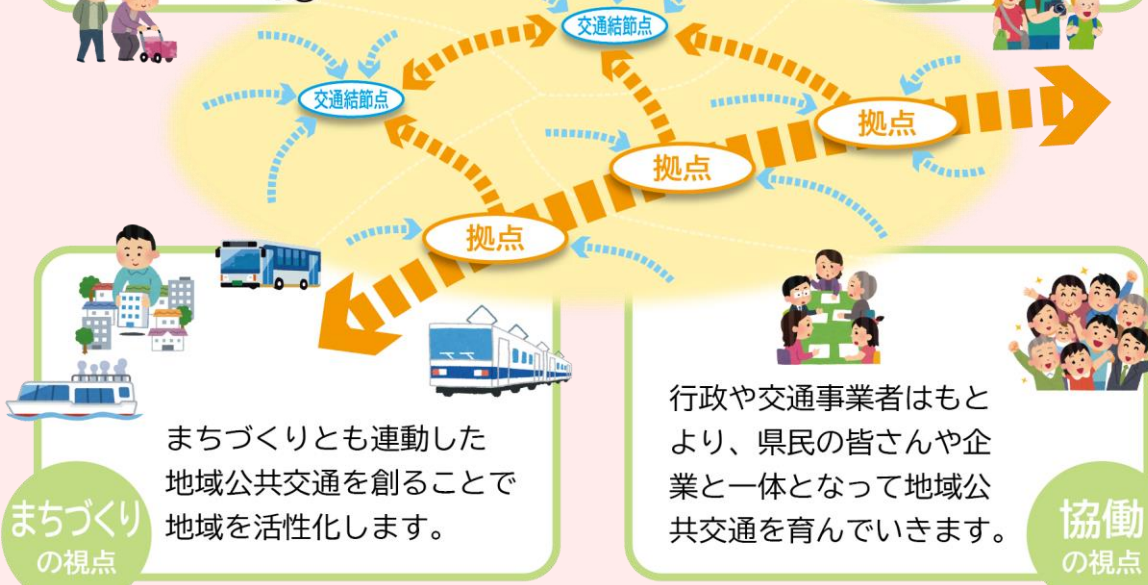 交通結節点
交通結節点
拠点
拠点
拠点
まちづくりとも連動した
地域公共交通を創ることで
地域を活性化します。
まちづくり
の視点
行政や交通事業者はもと
より、県民の皆さんや企
業と一体となって地域公
共交通を育んでいきます。
協働
の視点